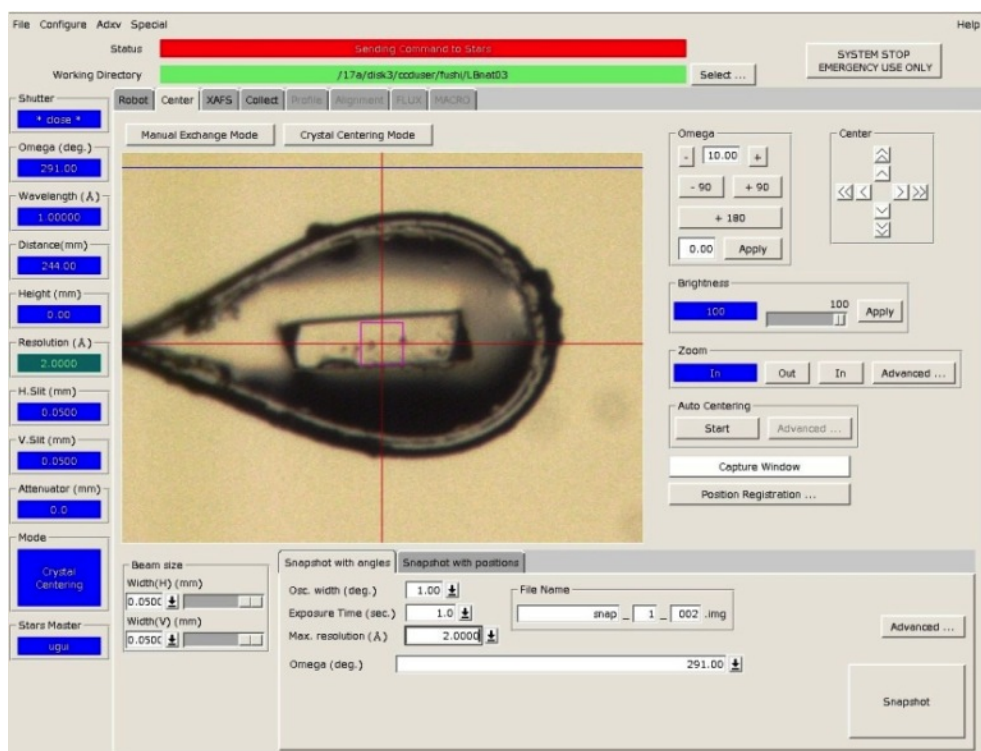 File Configure Adxv Special Help
Status Sending Command to Stars
SYSTEM STOP
EMERGENCY USE ONLY
Working Directory /17a/disk3/ccduser/fushi/LBnat03 Select ...
Robot Center XAFS Collect Profile Alignment FLUX MACRO
Manual Exchange Mode Crystal Centering Mode
Shutter
* close *
Omega (deg.)
291.00
Wavelength (Å)
1.00000
Distance(mm)
244.00
Height (mm)
0.00
Resolution (Å)
2.0000
H.Slit (mm)
0.0500
V.Slit (mm)
0.0500
Attenuator (mm)
0.0
Mode
Crystal
Centering
Stars Master
ugui
Omega
- 10.00 +
- 90 + 90
+ 180
0.00 Apply
Center
Brightness
100 100 Apply
Zoom
In Out In Advanced ...
Auto Centering
Start Advanced ...
Capture Window
Position Registration ...
Beam size
Width(H) (mm)
0.050
Width(V) (mm)
0.050
Snapshot with angles Snapshot with positions
Osc. width (deg.) 1.00
Exposure Time (sec.) 1.0
Max. resolution (Å) 2.0000
File Name
snap _ 1 _ 002 .img
Omega (deg.) 291.00
Advanced ...
Snapshot